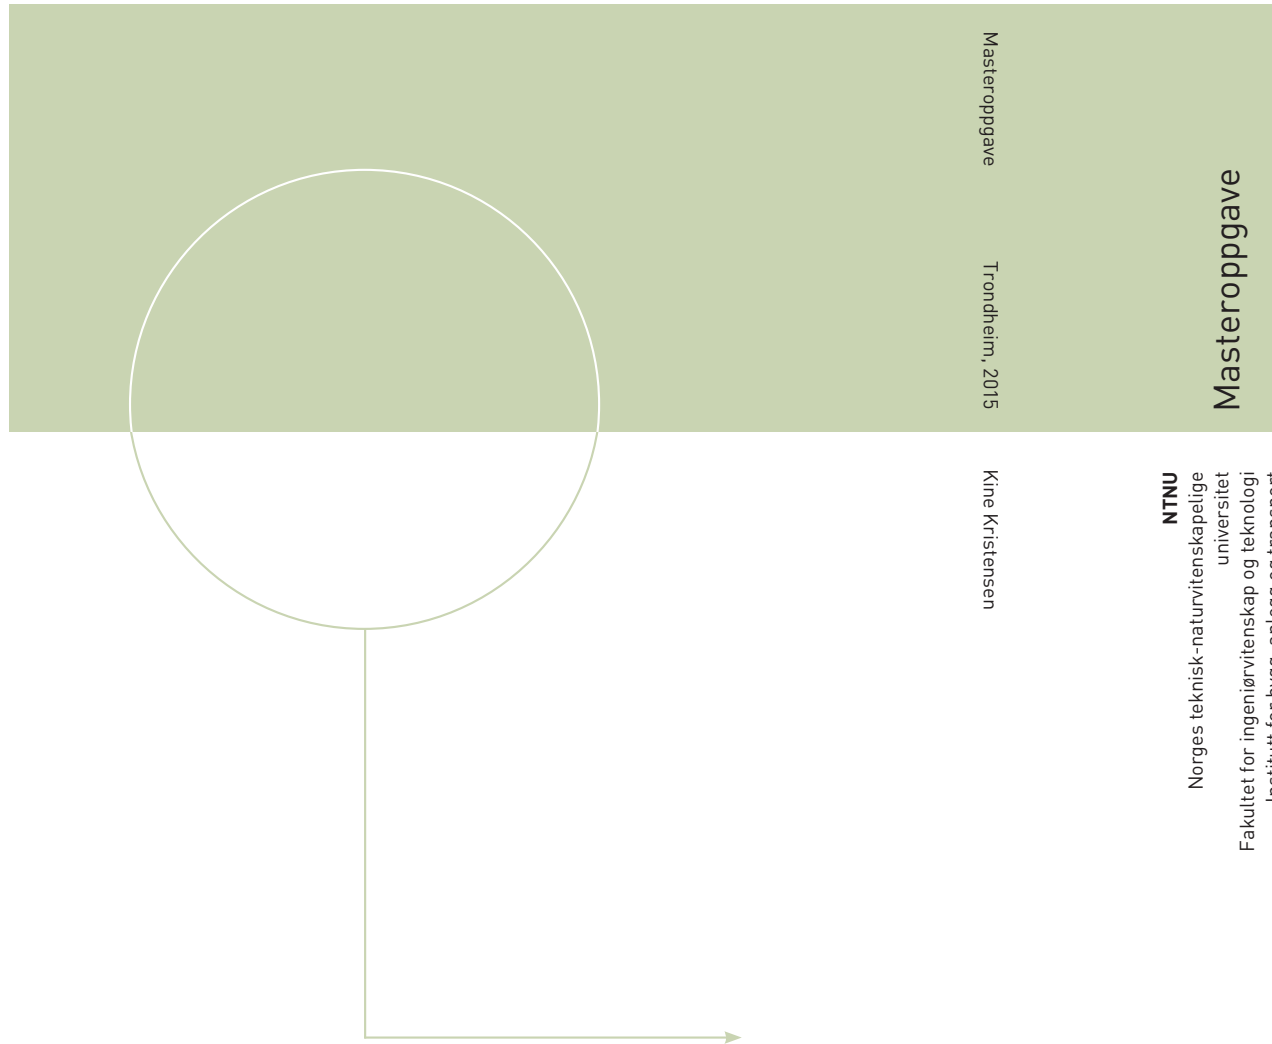 Masteroppgave
Trondheim, 2015
Kine Kristensen
Masteroppgave
NTNU
Norges teknisk-naturvitenskapelige
universitet
Fakultet for ingeniørvitenskap og teknologi